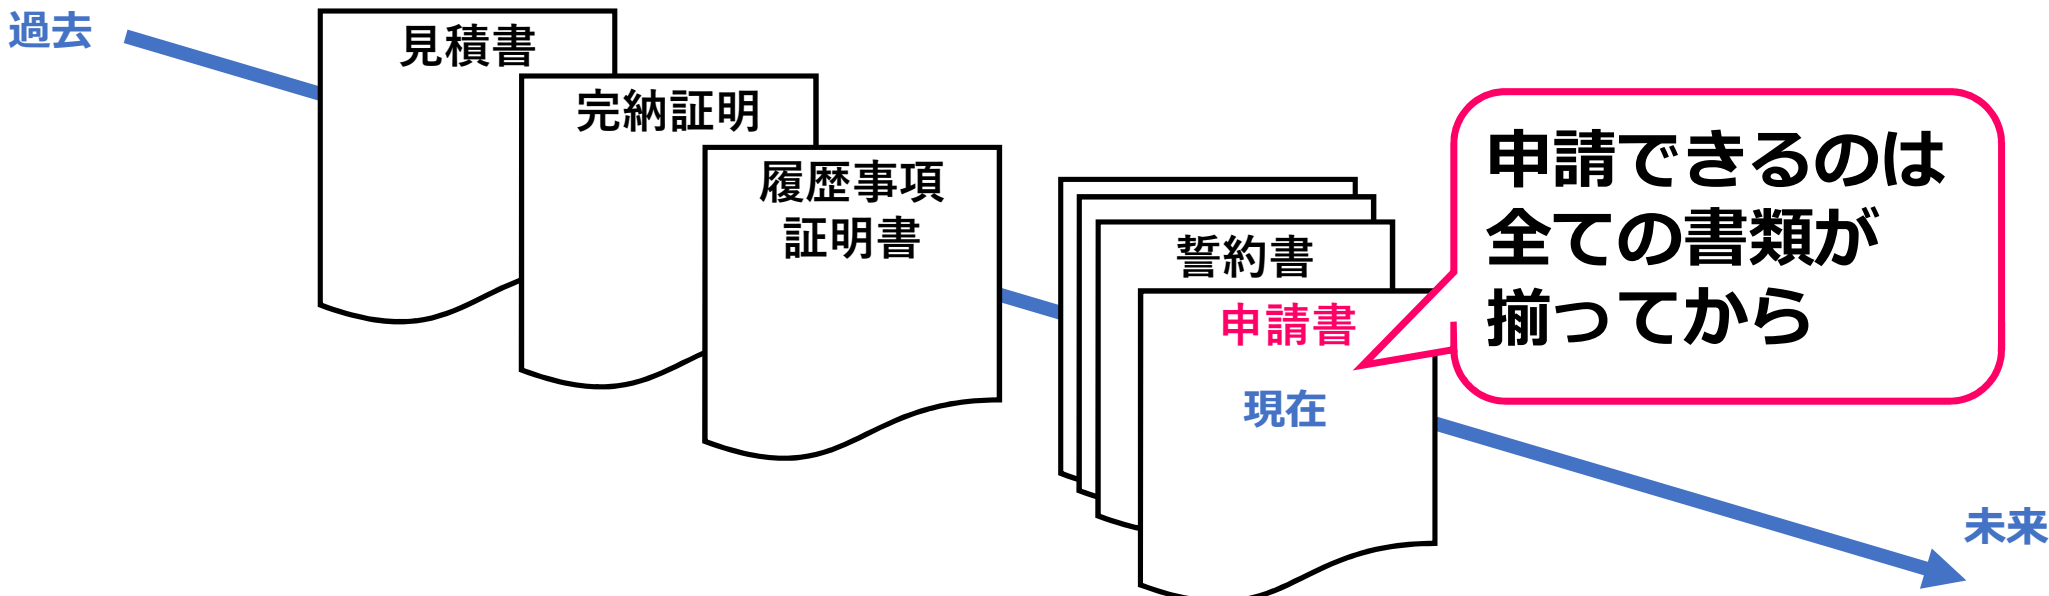 過去
見積書
完納証明
履歴事項
証明書
誓約書
申請書
現在
申請できるのは
全ての書類が
揃ってから
未来